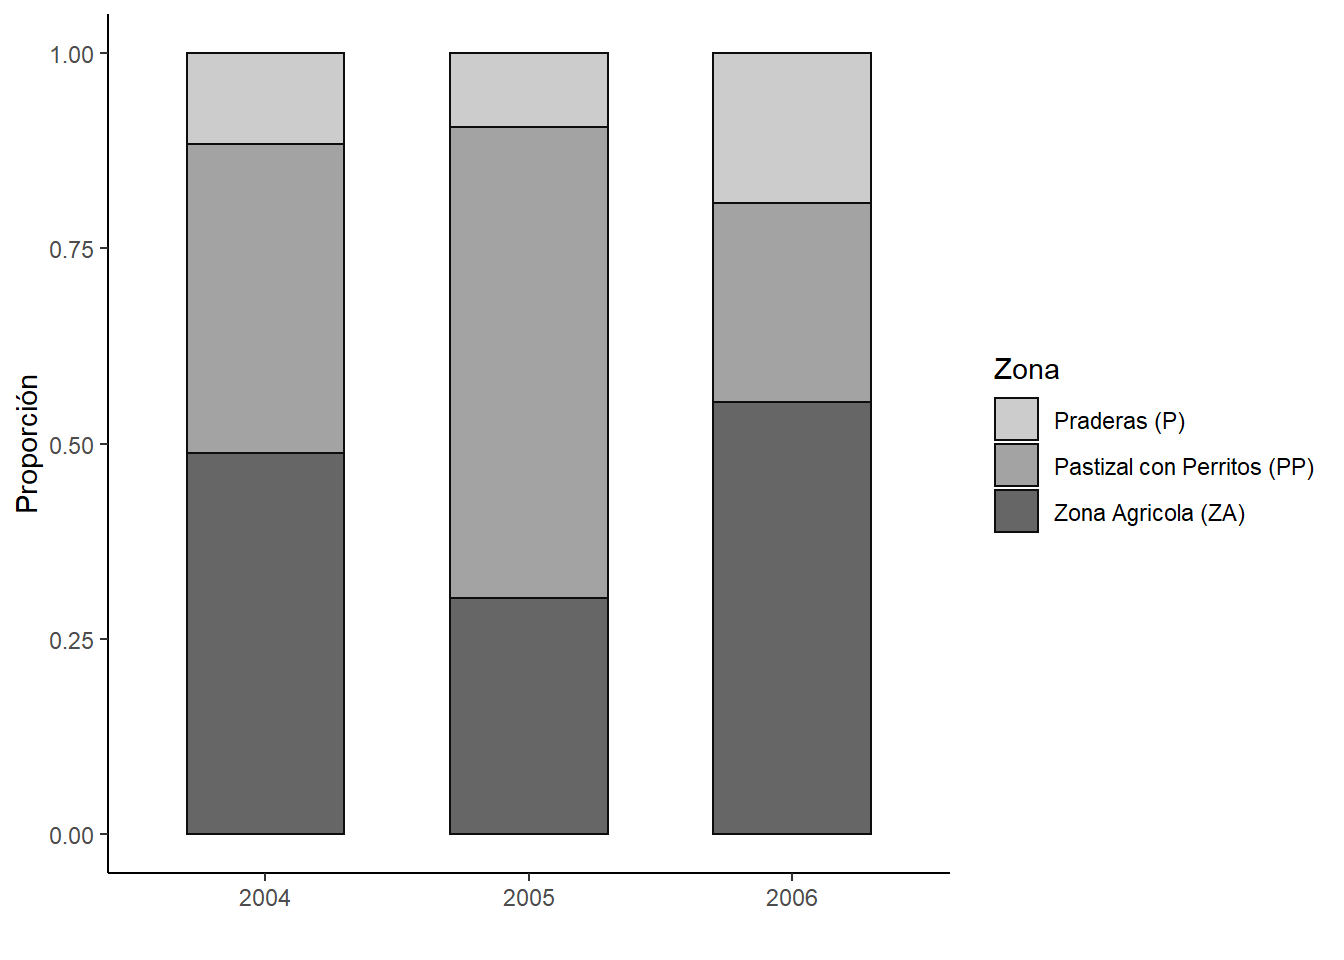 Proporción
1.00
0.75
0.50
0.25
0.00
2004
2005
2006
Zona
Praderas (P)
Pastizal con Perritos (PP)
Zona Agricola (ZA)